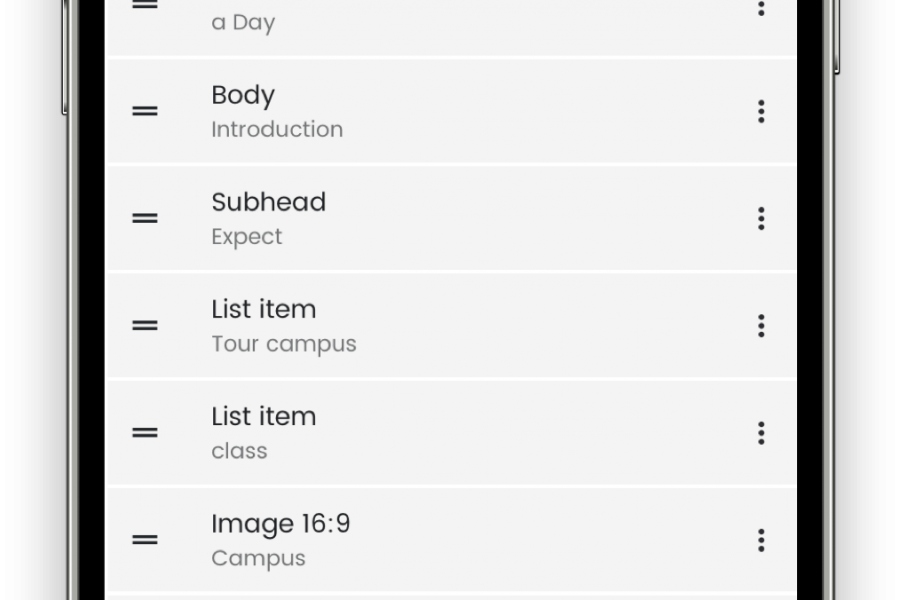 a Day
Body
Introduction
Subhead
Expect
List item
Tour campus
List item
class
Image 16:9
Campus